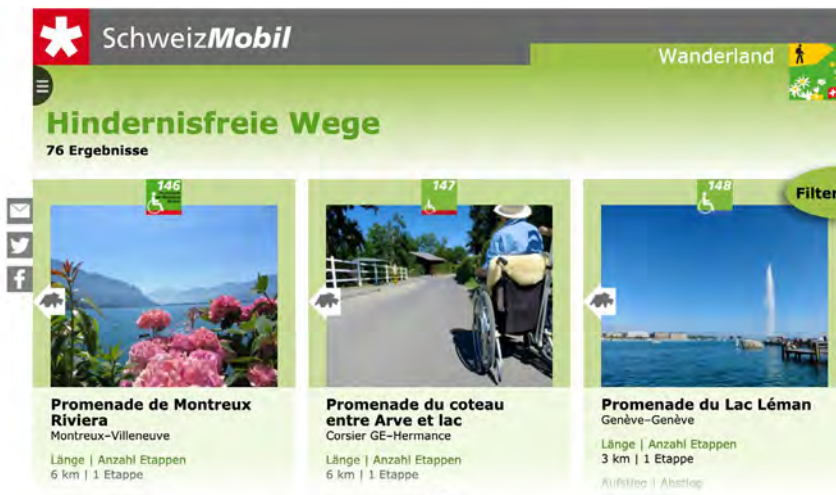 SchweizMobil
Wanderland
Hindernisfreie Wege
76 Ergebnisse
146
147
148
Filter
Promenade de Montreux
Riviera
Montreux–Villeneuve
Länge | Anzahl Etappen
6 km | 1 Etappe
Promenade du coteau
entre Arve et lac
Corsier GE–Hermance
Länge | Anzahl Etappen
6 km | 1 Etappe
Promenade du Lac Léman
Genève–Genève
Länge | Anzahl Etappen
3 km | 1 Etappe
Aufstieg | Abstieg